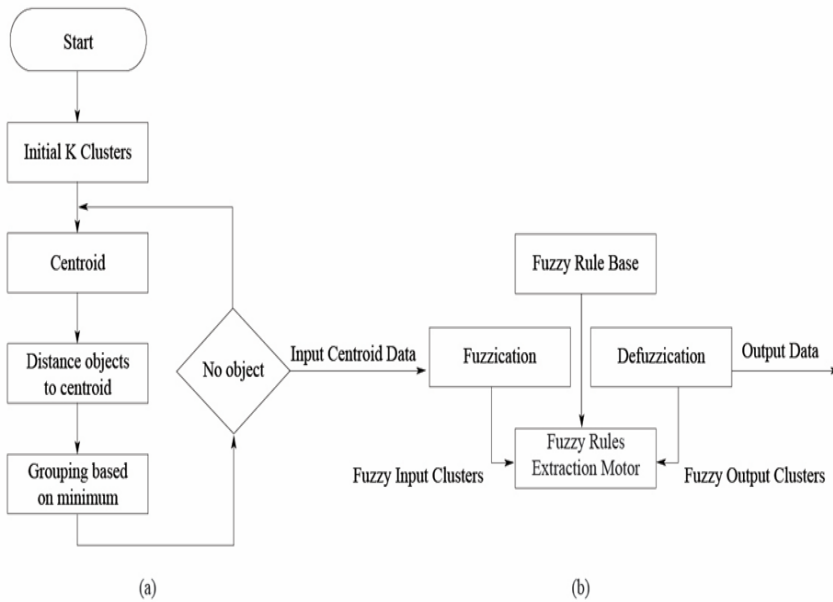 Start
Initial K Clusters
Centroid
Distance objects
to centroid
Grouping based
on minimum
No object
Input Centroid Data
(a)
Fuzzy Rule Base
Fuzzication
Defuzzication
Output Data
Fuzzy Rules
Extraction Motor
Fuzzy Input Clusters
Fuzzy Output Clusters
(b)